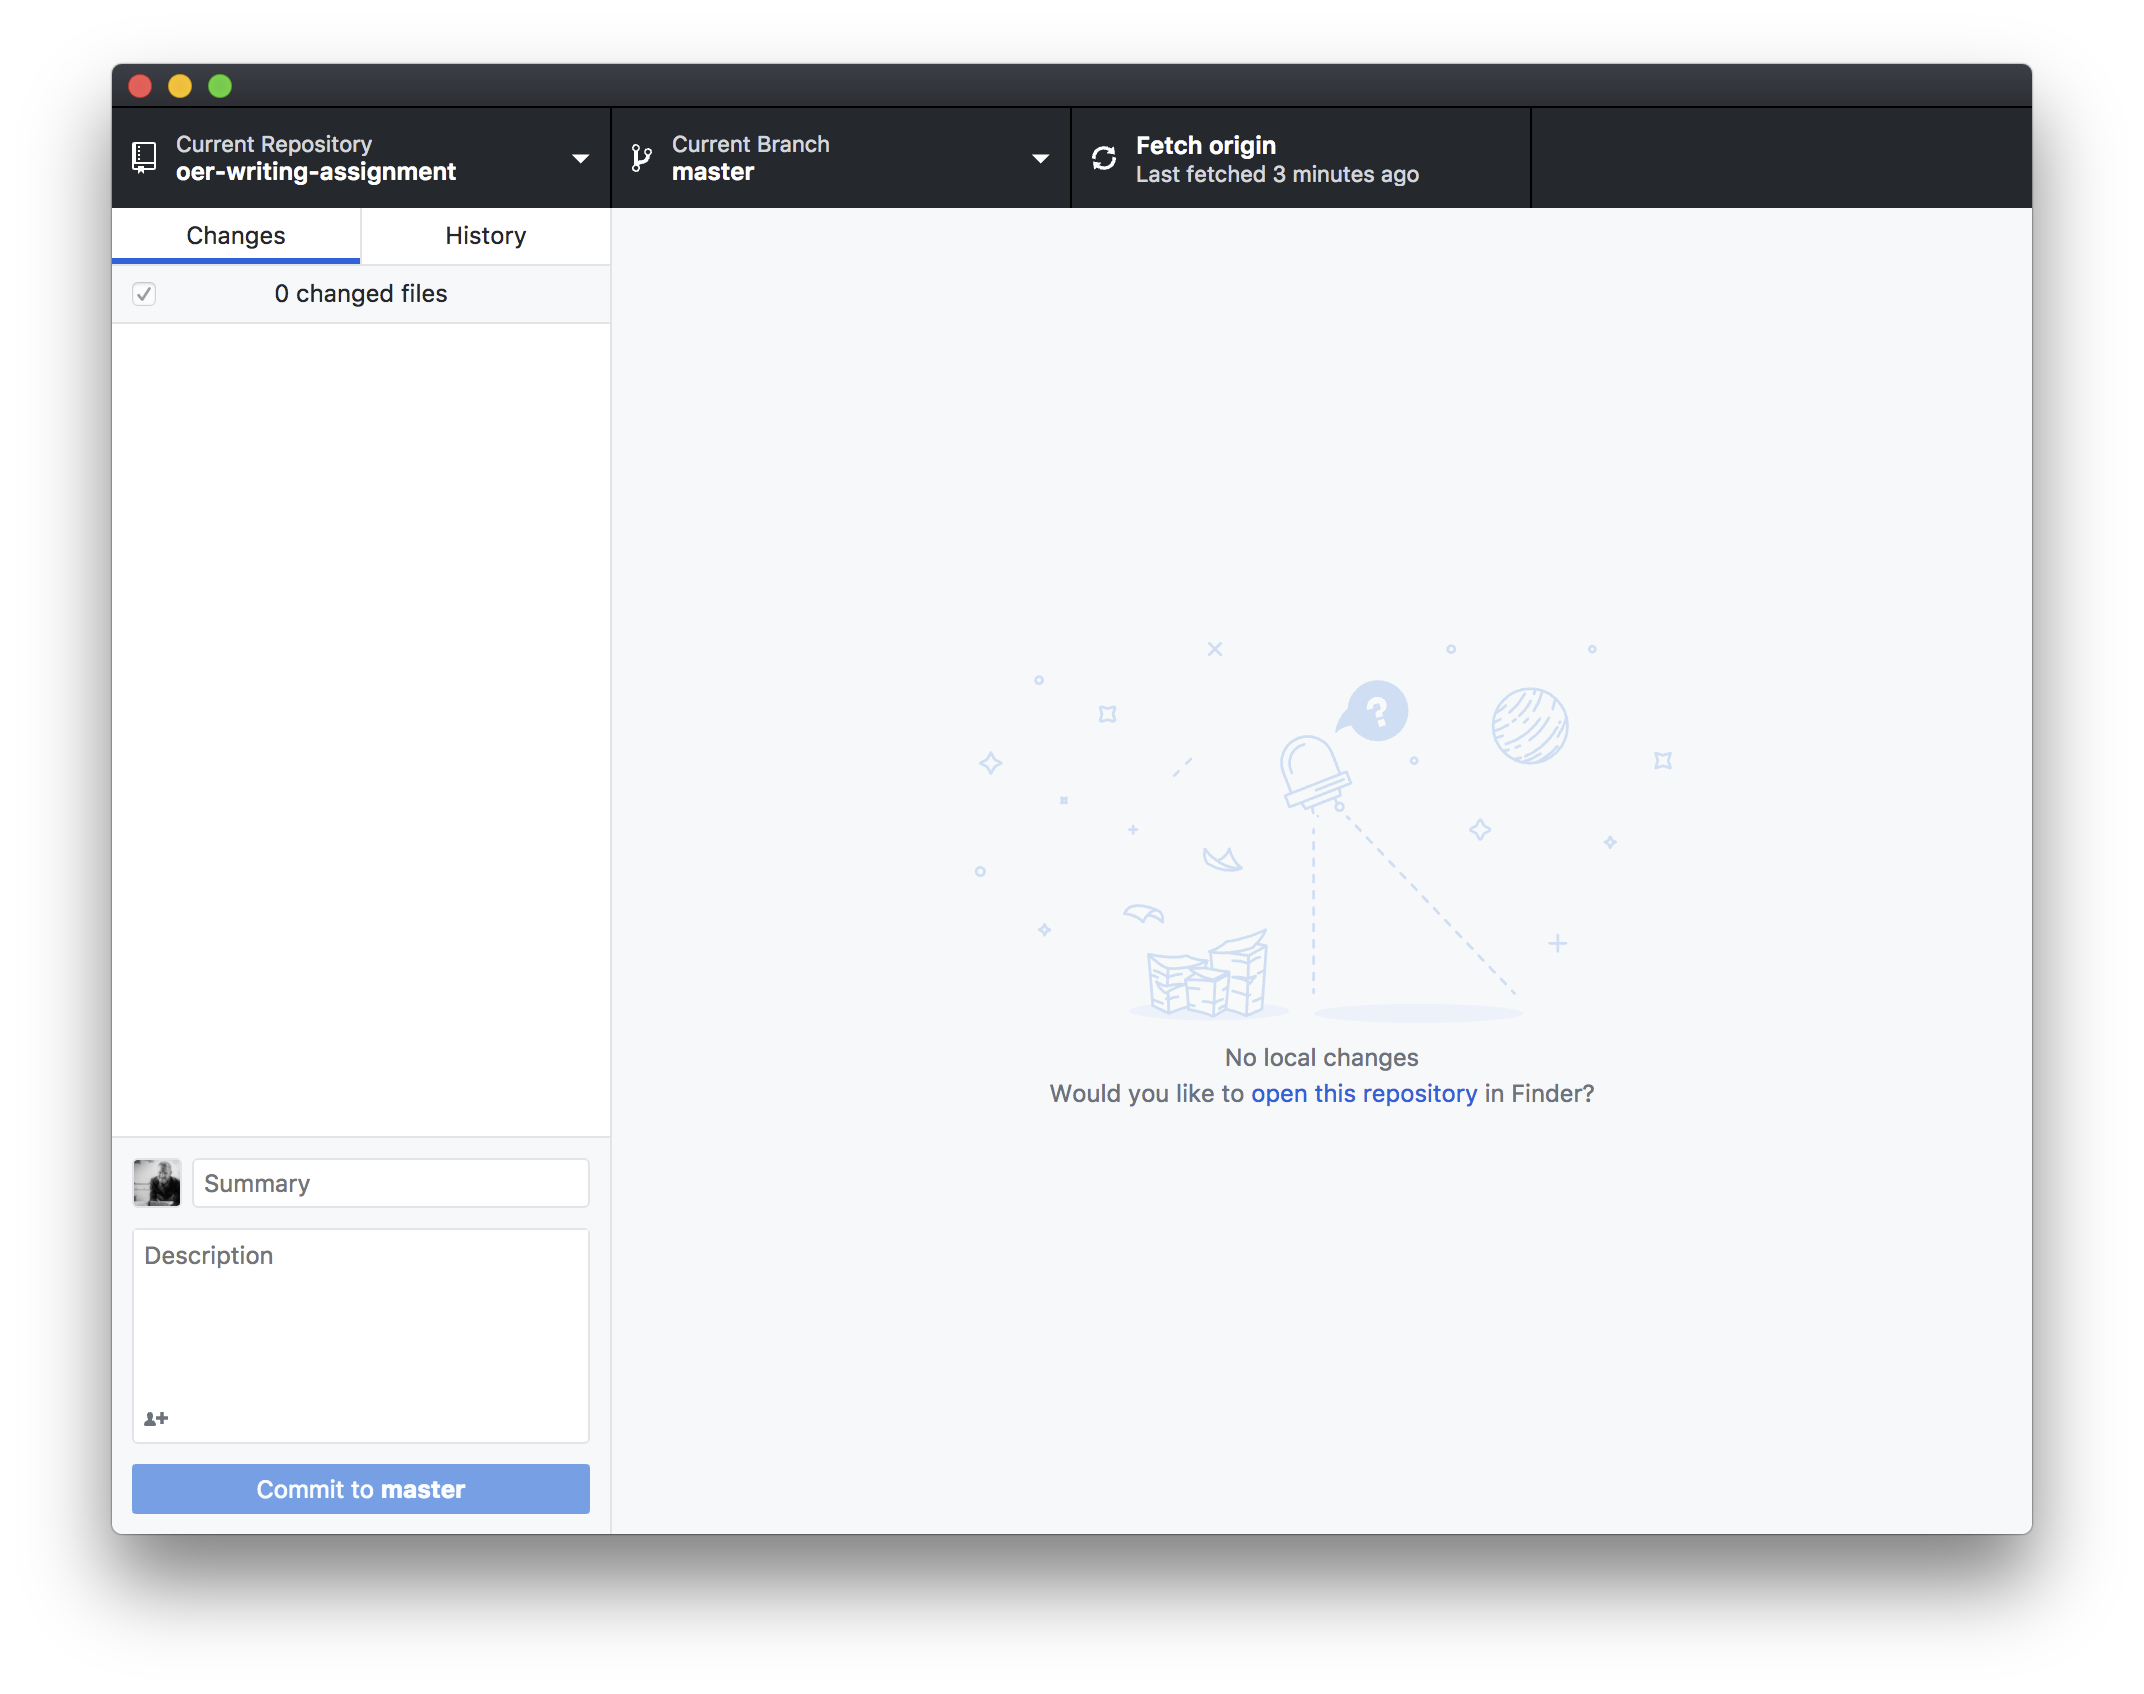 Current Repository
oer-writing-assignment
Current Branch
master
Fetch origin
Last fetched 3 minutes ago
Changes
History
0 changed files
?
No local changes
Would you like to open this repository in Finder?
Summary
Description
Commit to master